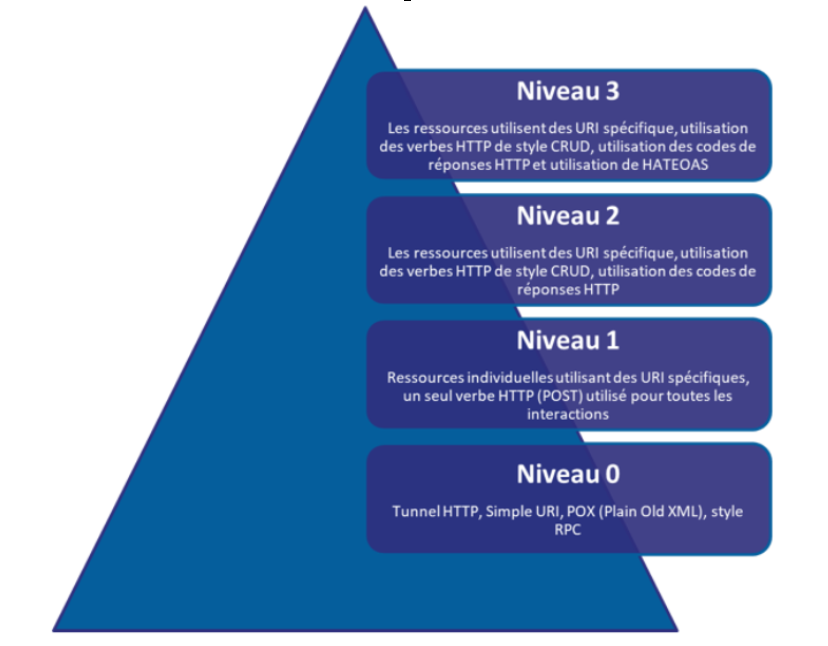 Niveau 3
Les ressources utilisent des URI spécifique, utilisation
des verbes HTTP de style CRUD, utilisation des codes de
réponses HTTP et utilisation de HATEOAS
Niveau 2
Les ressources utilisent des URI spécifique, utilisation
des verbes HTTP de style CRUD, utilisation des codes de
réponses HTTP
Niveau 1
Ressources individuelles utilisant des URI spécifiques,
un seul verbe HTTP (POST) utilisé pour toutes les
interactions
Niveau 0
Tunnel HTTP, Simple URI, POX (Plain Old XML), style
RPC